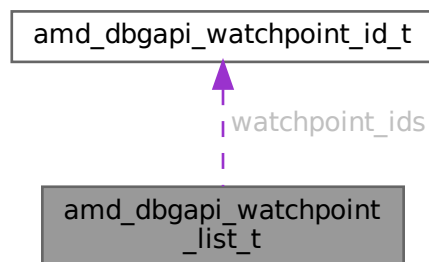 amd_dbgapi_watchpoint_id_t
watchpoint_ids
amd_dbgapi_watchpoint
_list_t